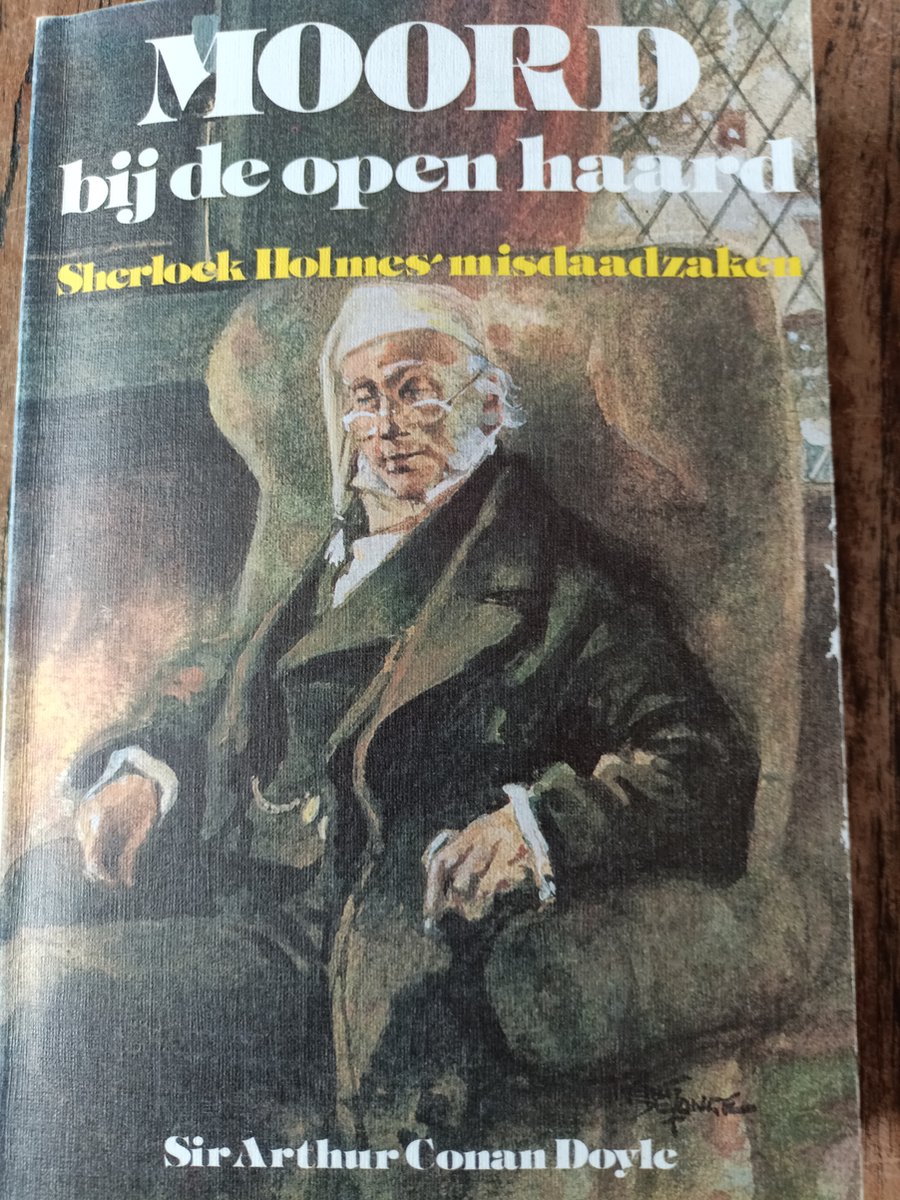 MOORD
bij de open haard
Sherlock Holmes' misdaadzaken
Sir Arthur Conan Doyle